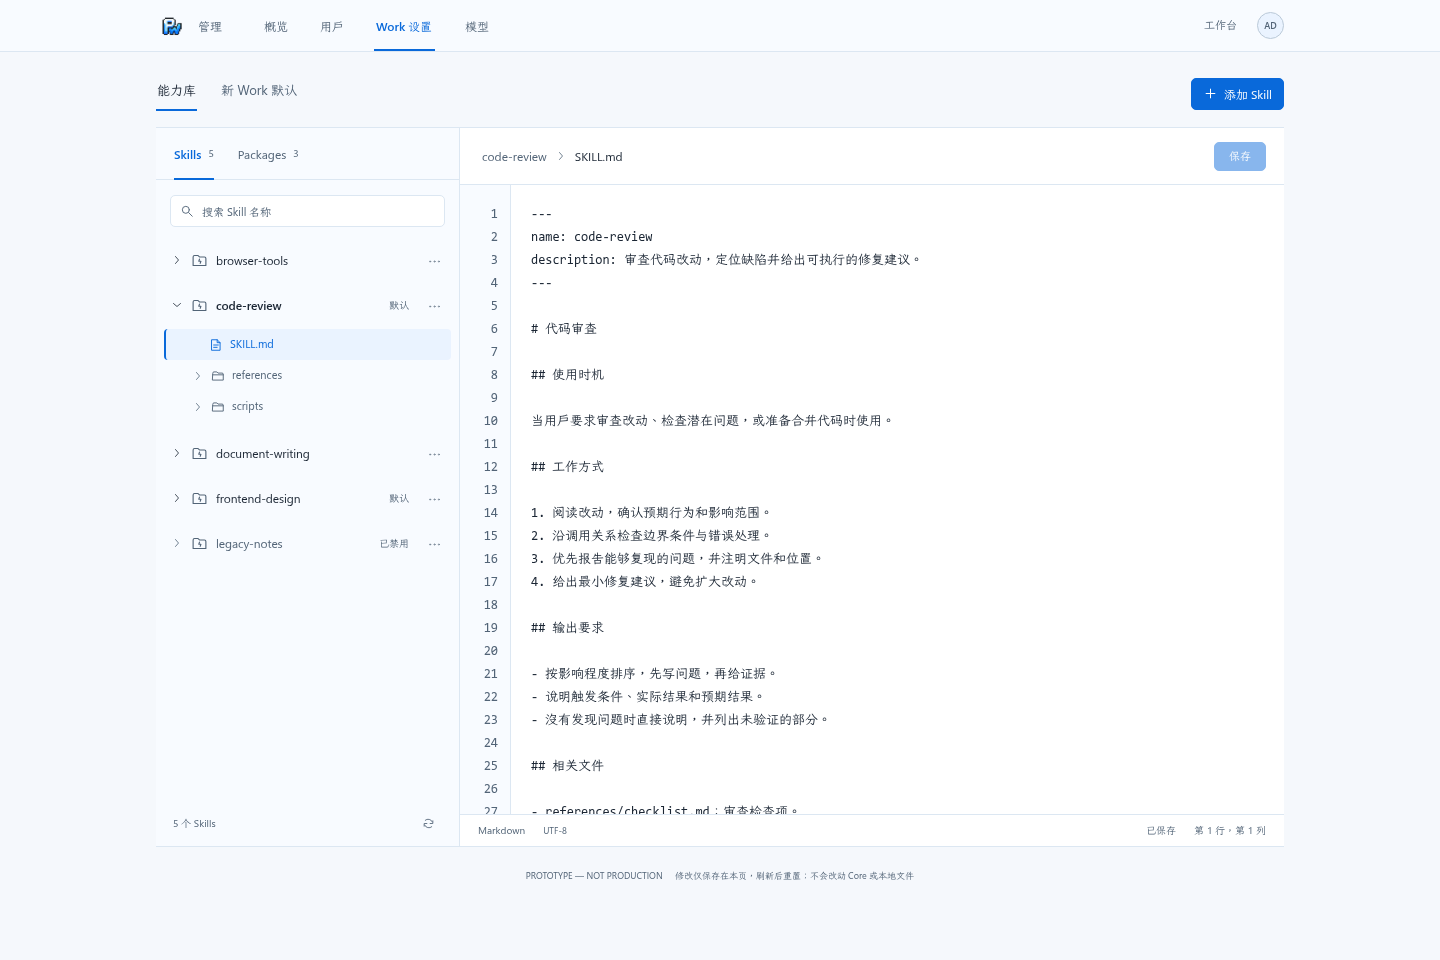 管理
概览
用戶
Work 设置
模型
工作台
AD
能力库
新 Work 默认
添加 Skill
Skills 5
Packages 3
搜索 Skill 名称
browser-tools
code-review 默认
SKILL.md
references
scripts
document-writing
frontend-design 默认
legacy-notes 已禁用
5 个 Skills
code-review
SKILL.md
保存
1 ---
2 name: code-review
3 description: 审查代码改动，定位缺陷并给出可执行的修复建议。
4 ---
5
6 # 代码审查
7
8 ## 使用时机
9
10 当用戶要求审查改动、检查潜在问题，或准备合并代码时使用。
11
12 ## 工作方式
13
14 1. 阅读改动，确认预期行为和影响范围。
15 2. 沿调用关系检查边界条件与错误处理。
16 3. 优先报告能够复现的问题，并注明文件和位置。
17 4. 给出最小修复建议，避免扩大改动。
18
19 ## 输出要求
20
21 - 按影响程度排序，先写问题，再给证据。
22 - 说明触发条件、实际结果和预期结果。
23 - 没有发现问题时直接说明，并列出未验证的部分。
24
25 ## 相关文件
26
27 - references/checklist.md：审查检查项。
Markdown
UTF-8
已保存
第 1 行，第 1 列
PROTOTYPE — NOT PRODUCTION 修改仅保存在本页，刷新后重置；不会改动 Core 或本地文件